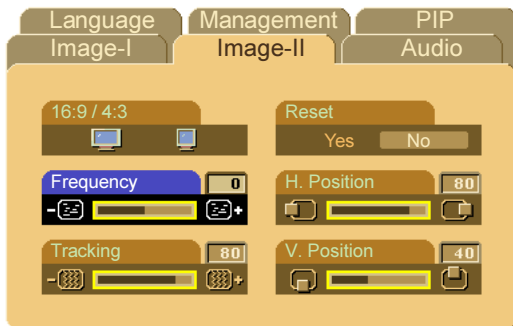 Language Management PIP
Image-I Image-II Audio
16:9 / 4:3
Reset
Yes No
Frequency 0
- +
H. Position 80
Tracking 80
- +
V. Position 40